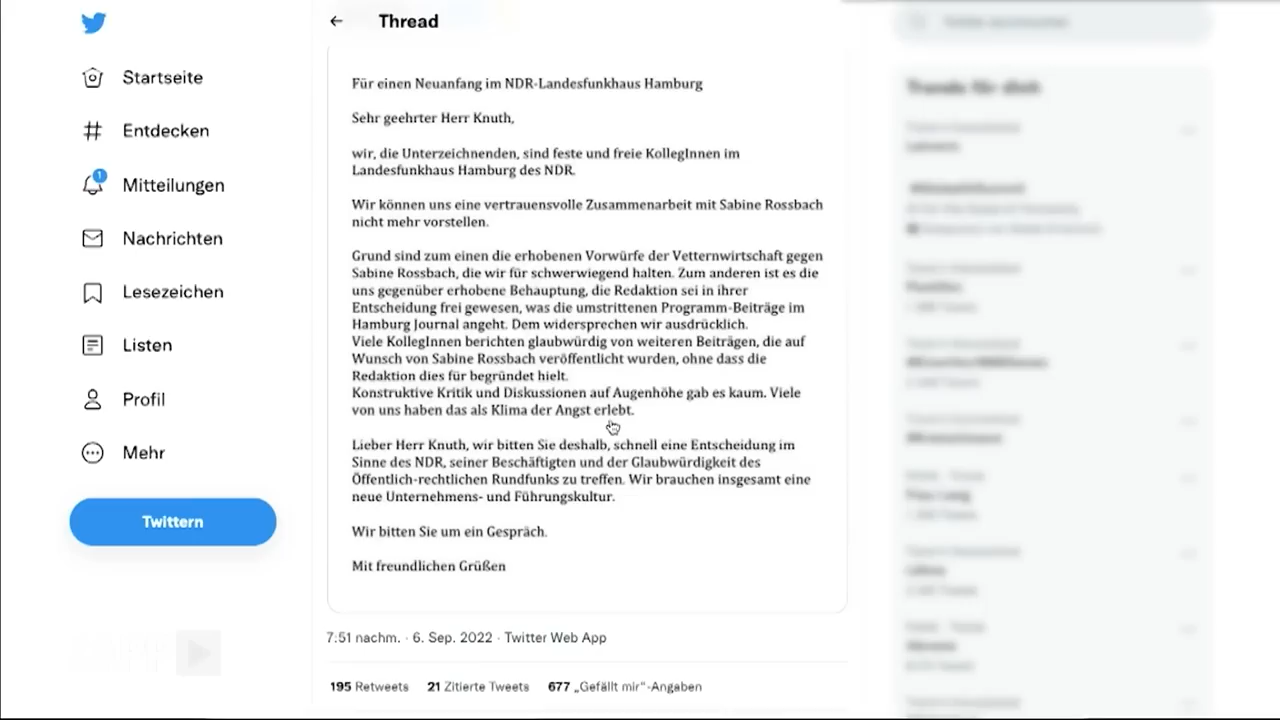 Thread
Startseite
Entdecken
1
Mitteilungen
Nachrichten
Lesezeichen
Listen
Profil
Mehr
Twittern
Für einen Neuanfang im NDR-Landesfunkhaus Hamburg
Sehr geehrter Herr Knuth,
wir, die Unterzeichnenden, sind feste und freie KollegInnen im
Landesfunkhaus Hamburg des NDR.
Wir können uns eine vertrauensvolle Zusammenarbeit mit Sabine Rossbach
nicht mehr vorstellen.
Grund sind zum einen die erhobenen Vorwürfe der Vetternwirtschaft gegen
Sabine Rossbach, die wir für schwerwiegend halten. Zum anderen ist es die
uns gegenüber erhobene Behauptung, die Redaktion sei in ihrer
Entscheidung frei gewesen, was die umstrittenen Programm-Beiträge im
Hamburg Journal angeht. Dem widersprechen wir ausdrücklich.
Viele KollegInnen berichten glaubwürdig von weiteren Beiträgen, die auf
Wunsch von Sabine Rossbach veröffentlicht wurden, ohne dass die
Redaktion dies für begründet hielt.
Konstruktive Kritik und Diskussionen auf Augenhöhe gab es kaum. Viele
von uns haben das als Klima der Angst erlebt.
Lieber Herr Knuth, wir bitten Sie deshalb, schnell eine Entscheidung im
Sinne des NDR, seiner Beschäftigten und der Glaubwürdigkeit des
Öffentlich-rechtlichen Rundfunks zu treffen. Wir brauchen insgesamt eine
neue Unternehmens- und Führungskultur.
Wir bitten Sie um ein Gespräch.
Mit freundlichen Grüßen
7:51 nachm. · 6. Sep. 2022 · Twitter Web App
195 Retweets 21 Zitierte Tweets 677 „Gefällt mir“-Angaben
Trends für dich